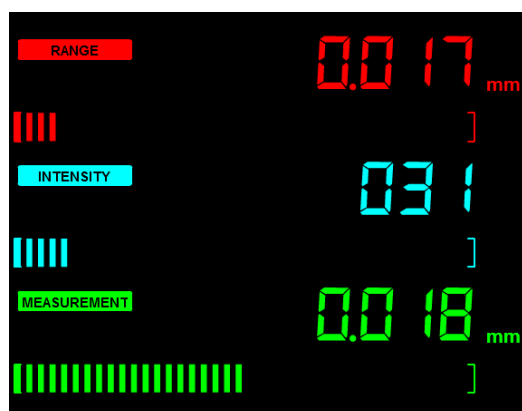 RANGE
0.017 mm
INTENSITY
031
MEASUREMENT
0.018 mm